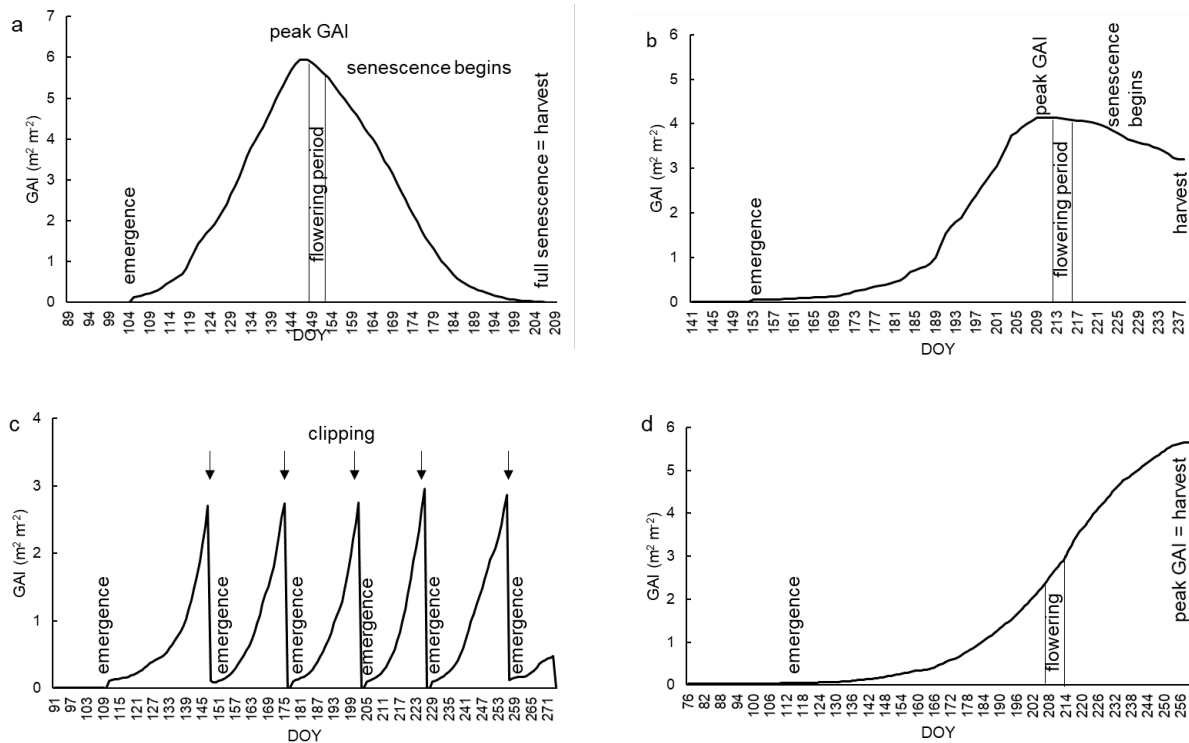 a
peak GAI
senescence begins
emergence
flowering period
full senescence = harvest
GAI (m² m⁻²)
7
6
5
4
3
2
1
0
89 94 99 104 109 114 119 124 129 134 139 144 149 154 159 164 169 174 179 184 189 194 199 204 209
DOY
b
peak GAI
senescence begins
emergence
flowering period
harvest
GAI (m² m⁻²)
5
4
3
2
1
0
141 145 149 153 157 161 165 169 173 177 181 185 189 193 197 201 205 209 213 217 221 225 229 233 237
DOY
c
clipping
emergence
emergence
emergence
emergence
emergence
emergence
GAI (m² m⁻²)
4
3
2
1
0
91 97 103 109 115 121 127 133 139 145 151 157 163 169 175 181 187 193 199 205 211 217 223 229 235 241 247 253 259 265 271
DOY
d
emergence
flowering
peak GAI = harvest
GAI (m² m⁻²)
6
5
4
3
2
1
0
76 82 88 94 100 106 112 118 124 130 136 142 148 154 160 166 172 178 184 190 196 202 208 214 220 226 232 238 244 250 256
DOY